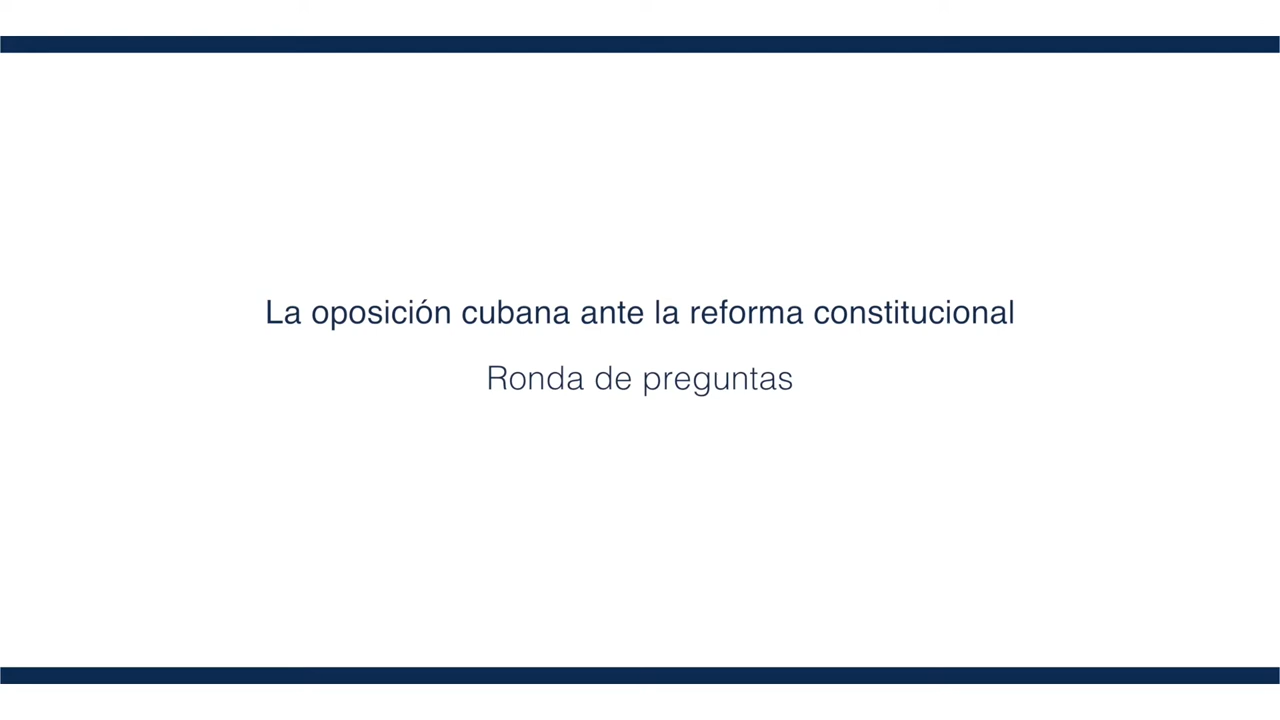 La oposición cubana ante la reforma constitucional
Ronda de preguntas